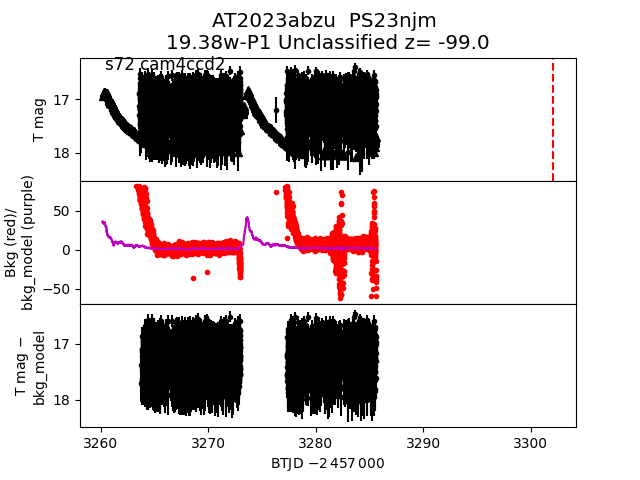 AT2023abzu  PS23njm
19.38w-P1 Unclassified z= -99.0
s72 cam4ccd2
T mag
17
18
Bkg (red)/
bkg_model (purple)
50
0
−50
T mag −
bkg_model
17
18
3260 3270 3280 3290 3300
BTJD −2 457 000